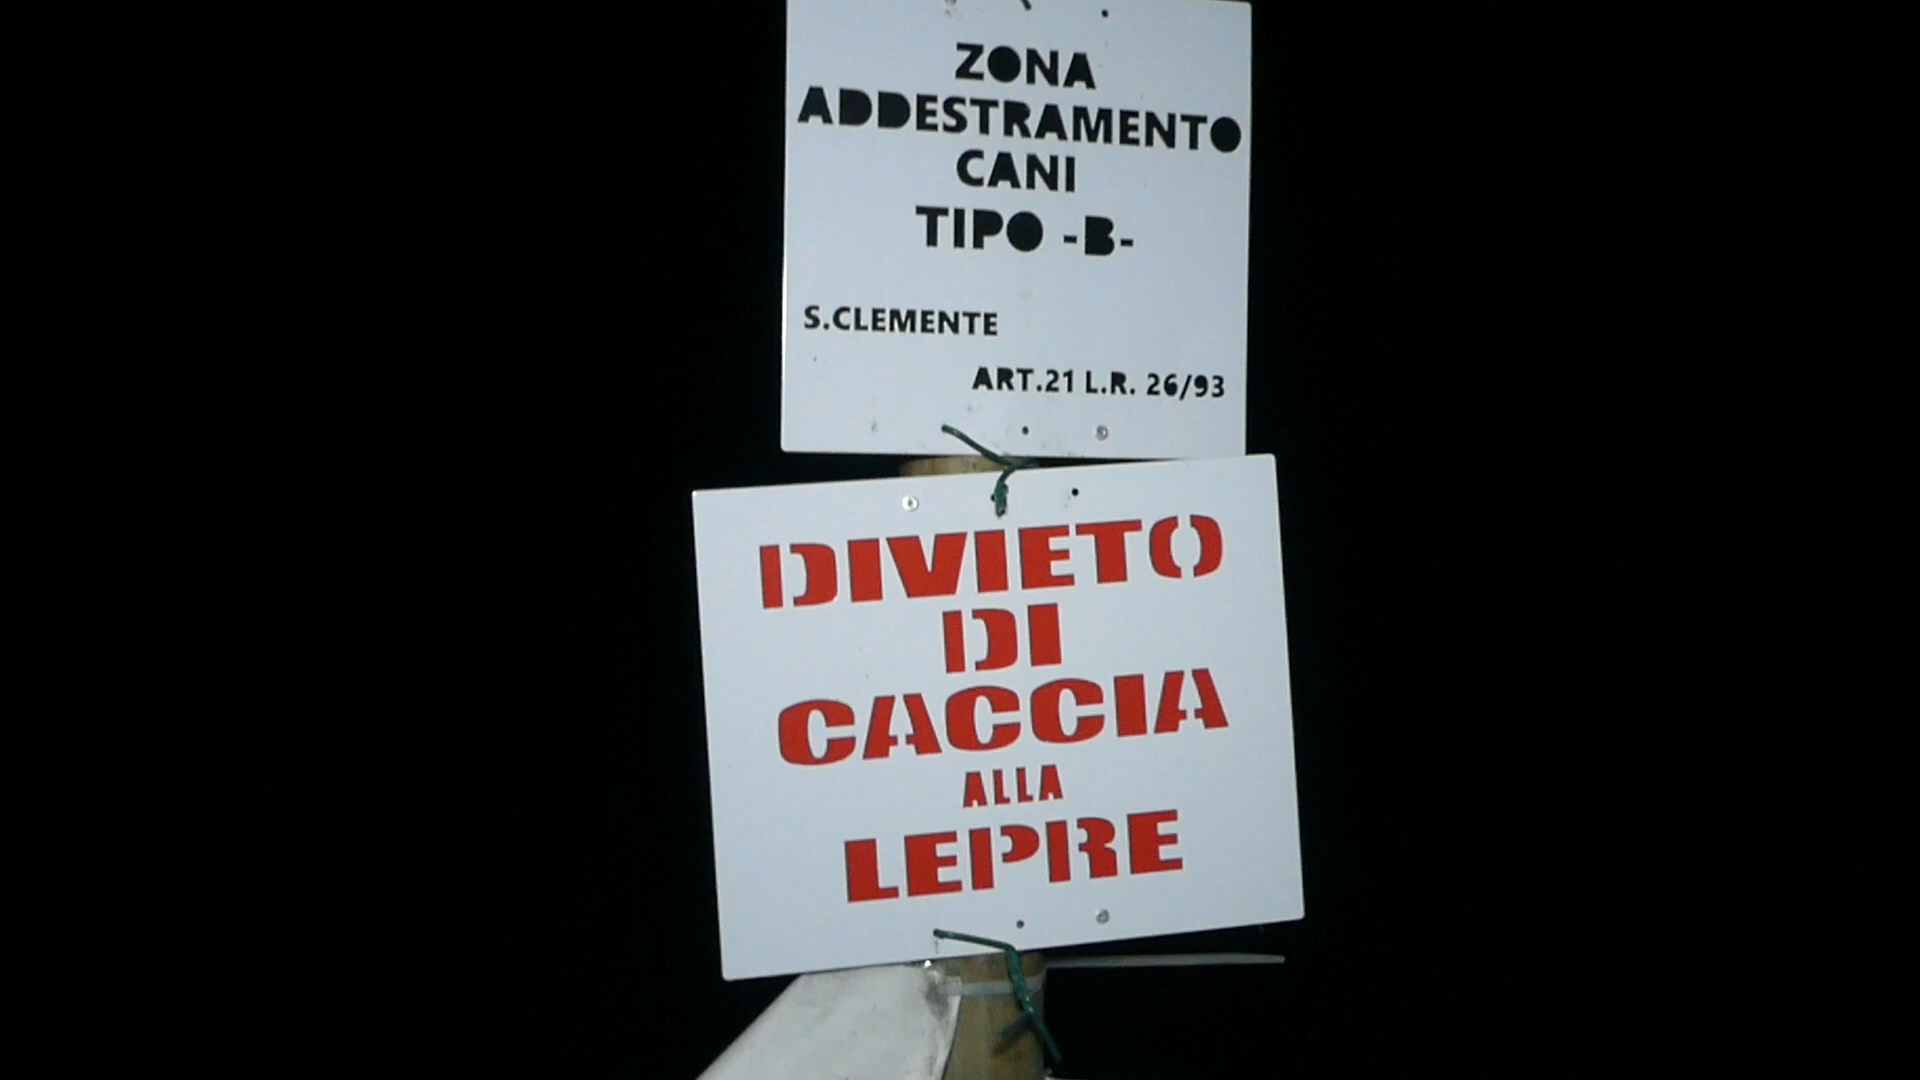 ZONA
ADDESTRAMENTO
CANI
TIPO -B-
S.CLEMENTE
ART.21 L.R. 26/93
DIVIETO
DI
CACCIA
ALLA
LEPRE